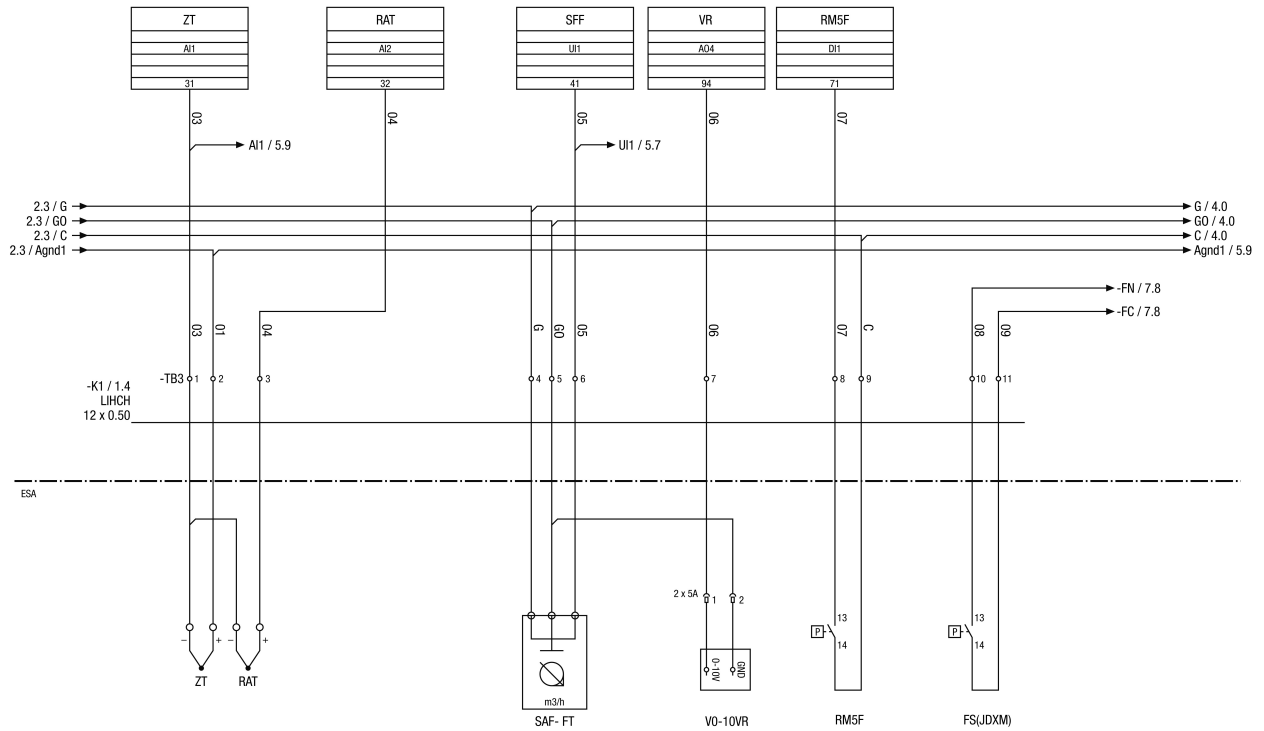 ZT
RAT
SFF
VR
RM5F
AI1
AI2
UI1
AO4
DI1
31
32
41
94
71
03
04
05
06
07
AI1 / 5.9
UI1 / 5.7
2.3 / G
G / 4.0
2.3 / GO
GO / 4.0
2.3 / C
C / 4.0
2.3 / Agnd1
Agnd1 / 5.9
-FN / 7.8
-FC / 7.8
03
01
04
G
GO
05
06
07
C
08
09
-TB3
1
2
3
4
5
6
7
8
9
10
11
-K1 / 1.4
LIHCH
12 x 0.50
ESA
2 x 5A
1
2
13
13
P
P
14
14
–
+
–
+
0-10V
GND
ZT
RAT
m3/h
SAF- FT
V0-10VR
RM5F
FS(JDXM)